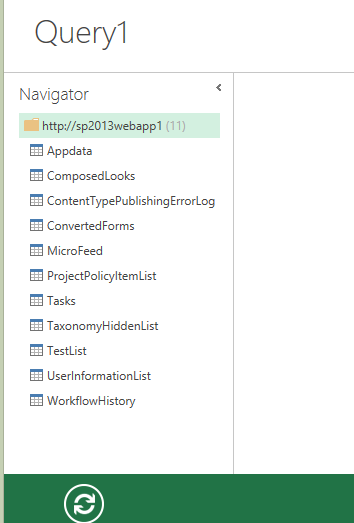 Query1
Navigator
http://sp2013webapp1 (11)
Appdata
ComposedLooks
ContentTypePublishingErrorLog
ConvertedForms
MicroFeed
ProjectPolicyItemList
Tasks
TaxonomyHiddenList
TestList
UserInformationList
WorkflowHistory